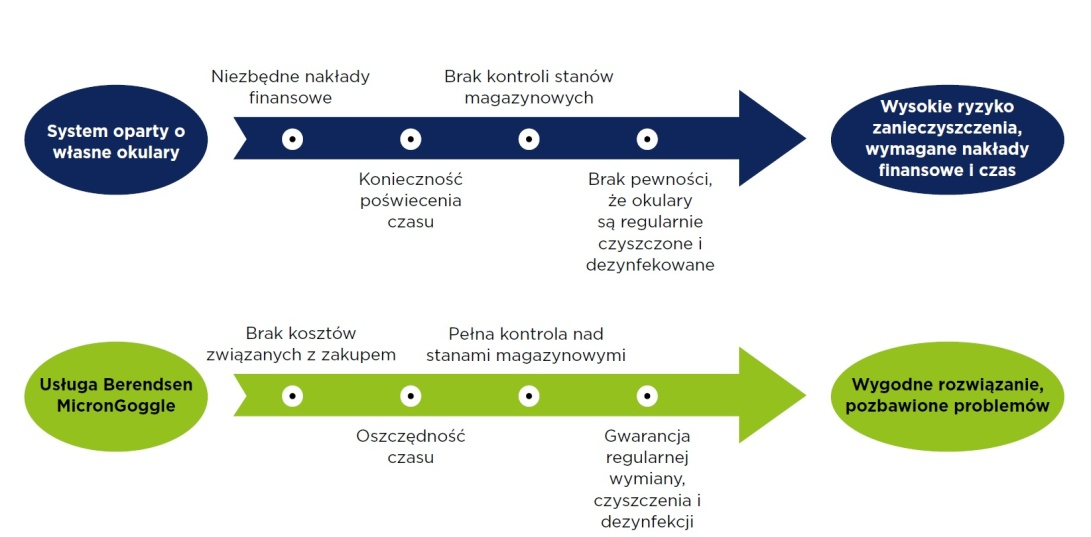 System oparty o
własne okulary
Niezbędne nakłady
finansowe
Konieczność
poświecenia
czasu
Brak kontroli stanów
magazynowych
Brak pewności,
że okulary
są regularnie
czyszczone i
dezynfekowane
Wysokie ryzyko
zanieczyszczenia,
wymagane nakłady
finansowe i czas
Usługa Berendsen
MicronGoggle
Brak kosztów
związanych z zakupem
Oszczędność
czasu
Pełna kontrola nad
stanami magazynowymi
Gwarancja
regularnej
wymiany,
czyszczenia i
dezynfekcji
Wygodne rozwiązanie,
pozbawione problemów